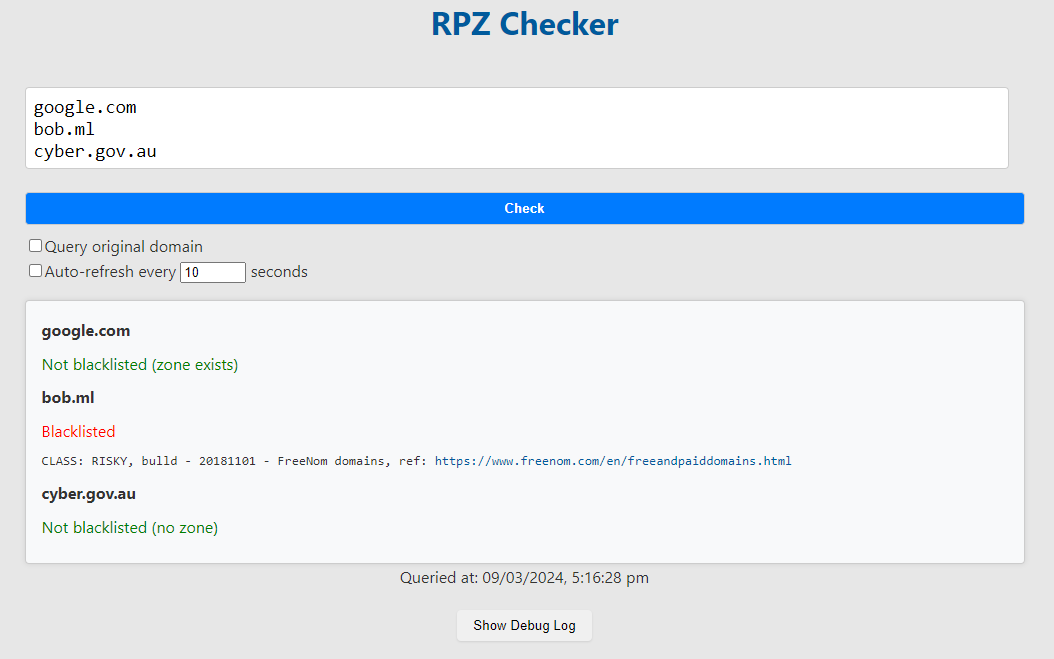 RPZ Checker
google.com
bob.ml
cyber.gov.au
Check
Query original domain
Auto-refresh every 10 seconds
google.com
Not blacklisted (zone exists)
bob.ml
Blacklisted
CLASS: RISKY, bulld - 20181101 - FreeNom domains, ref: https://www.freenom.com/en/freeandpaiddomains.html
cyber.gov.au
Not blacklisted (no zone)
Queried at: 09/03/2024, 5:16:28 pm
Show Debug Log